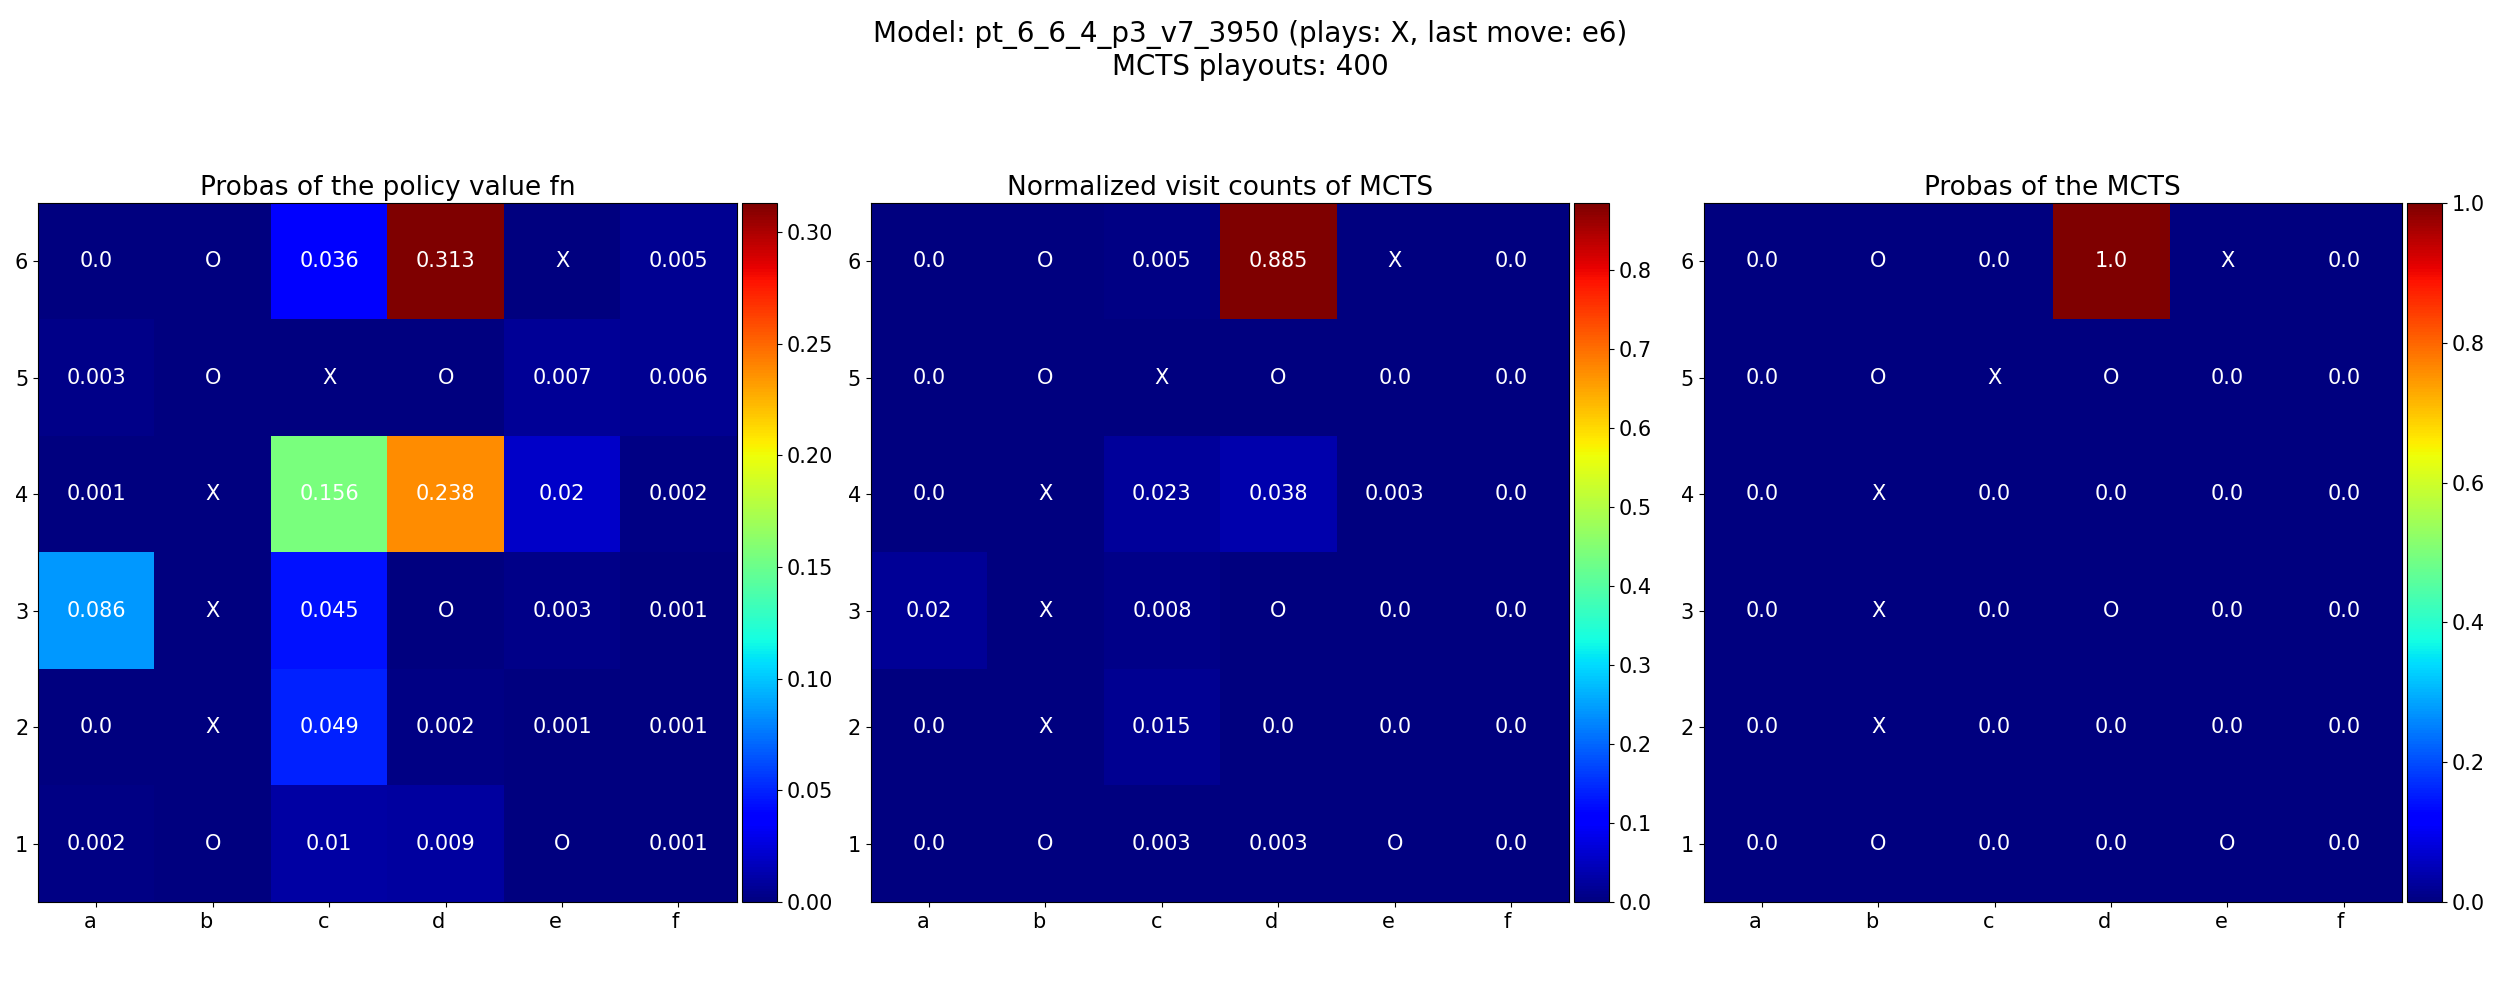 Model: pt_6_6_4_p3_v7_3950 (plays: X, last move: e6)
MCTS playouts: 400
Probas of the policy value fn
6 0.0 O 0.036 0.313 X 0.005
5 0.003 O X O 0.007 0.006
4 0.001 X 0.156 0.238 0.02 0.002
3 0.086 X 0.045 O 0.003 0.001
2 0.0 X 0.049 0.002 0.001 0.001
1 0.002 O 0.01 0.009 O 0.001
a b c d e f
0.30
0.25
0.20
0.15
0.10
0.05
0.00
Normalized visit counts of MCTS
6 0.0 O 0.005 0.885 X 0.0
5 0.0 O X O 0.0 0.0
4 0.0 X 0.023 0.038 0.003 0.0
3 0.02 X 0.008 O 0.0 0.0
2 0.0 X 0.015 0.0 0.0 0.0
1 0.0 O 0.003 0.003 O 0.0
a b c d e f
0.8
0.7
0.6
0.5
0.4
0.3
0.2
0.1
0.0
Probas of the MCTS
6 0.0 O 0.0 1.0 X 0.0
5 0.0 O X O 0.0 0.0
4 0.0 X 0.0 0.0 0.0 0.0
3 0.0 X 0.0 O 0.0 0.0
2 0.0 X 0.0 0.0 0.0 0.0
1 0.0 O 0.0 0.0 O 0.0
a b c d e f
1.0
0.8
0.6
0.4
0.2
0.0